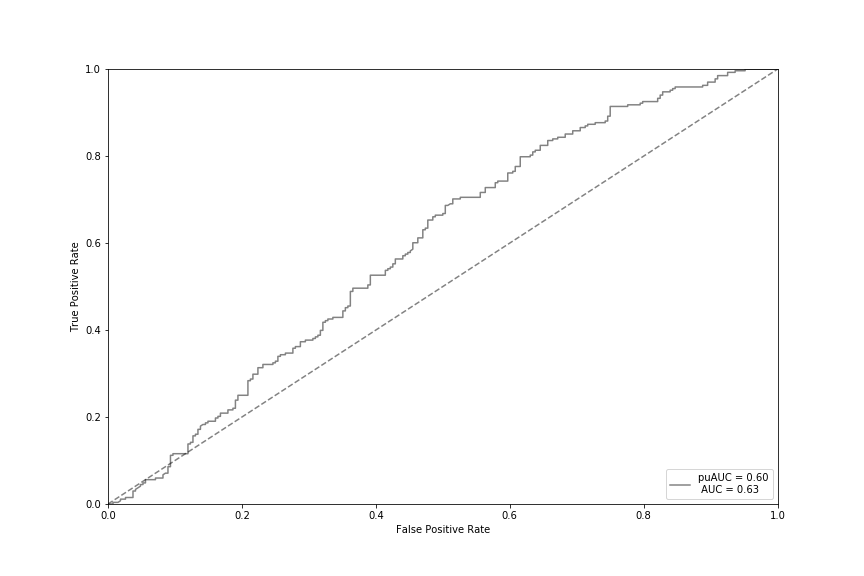 1.0
0.8
0.6
0.4
0.2
0.0
True Positive Rate
puAUC = 0.60
AUC = 0.63
0.0 0.2 0.4 0.6 0.8 1.0
False Positive Rate